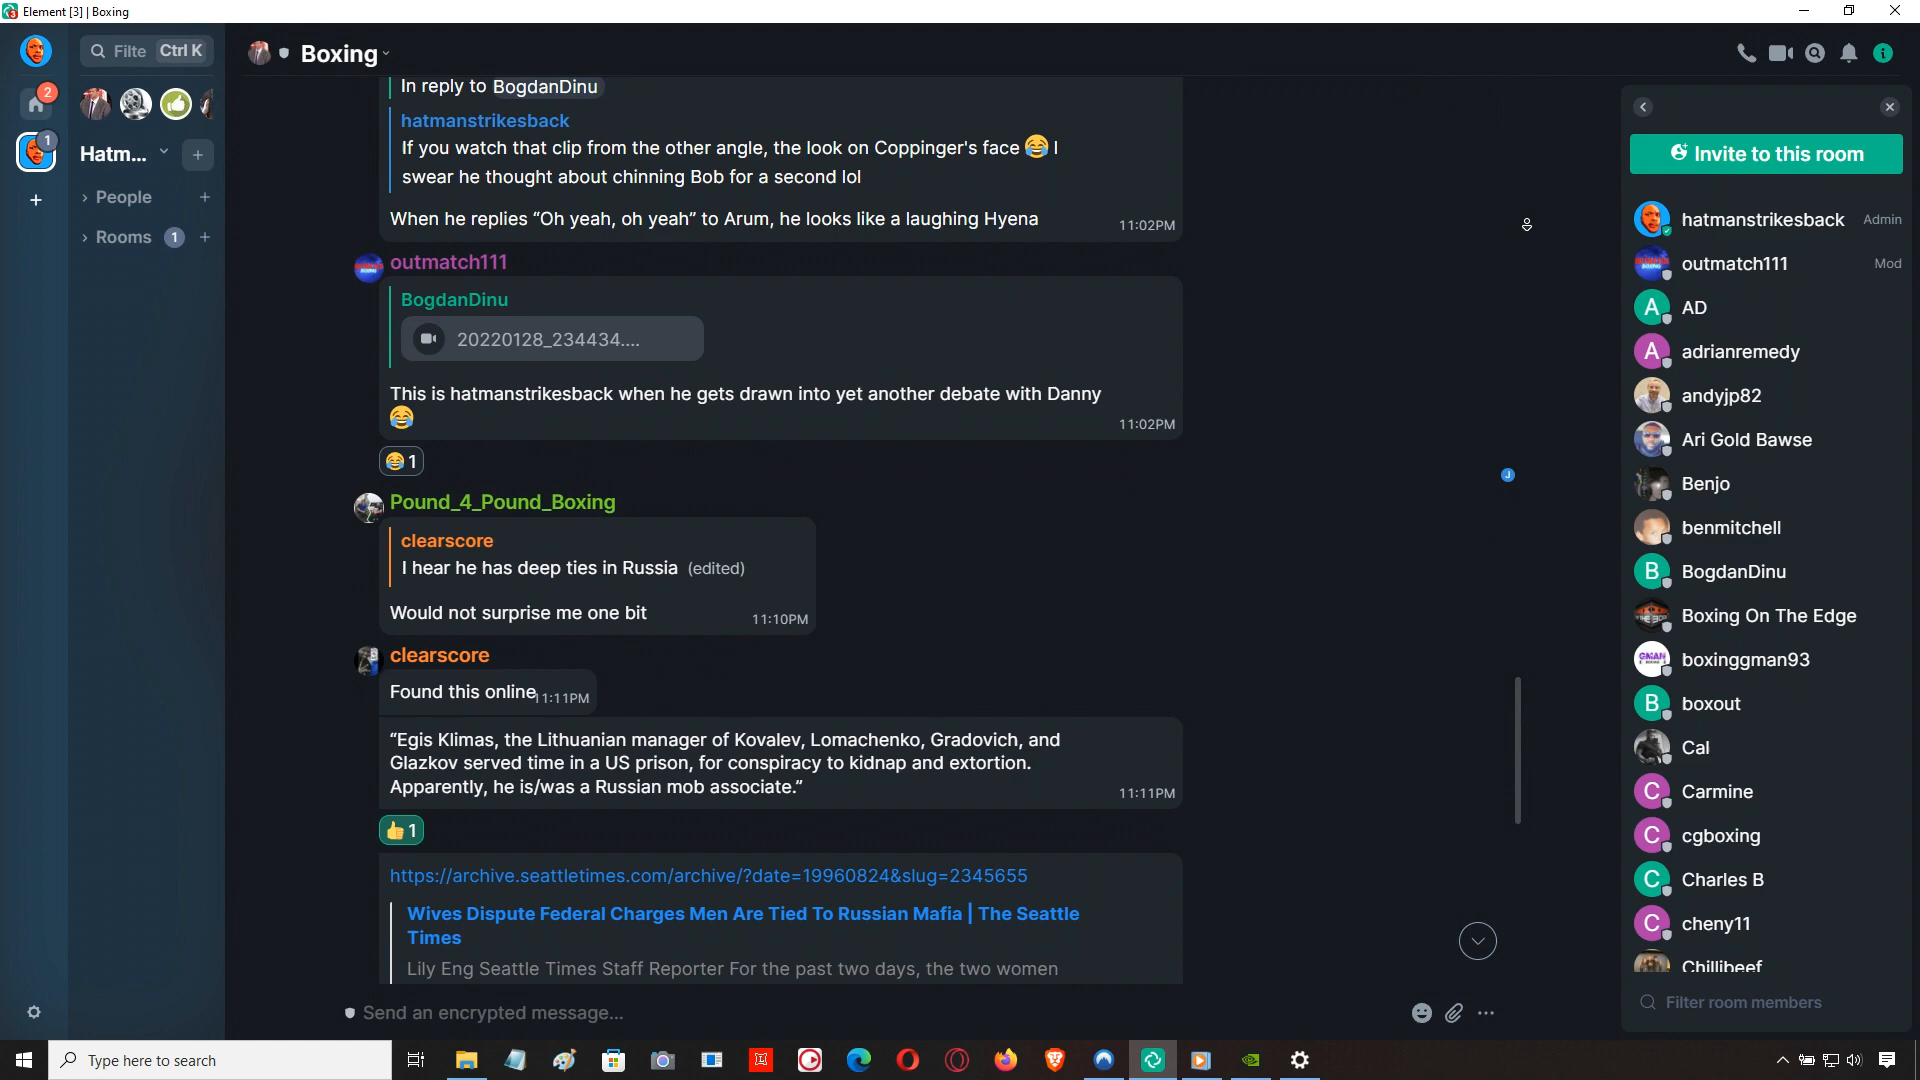 Element [3] | Boxing
Filte Ctrl K
Boxing
2
1
Hatm...
People
Rooms 1
In reply to BogdanDinu
hatmanstrikesback
If you watch that clip from the other angle, the look on Coppinger's face 😂 I
swear he thought about chinning Bob for a second lol
When he replies “Oh yeah, oh yeah” to Arum, he looks like a laughing Hyena
11:02PM
outmatch111
BogdanDinu
20220128_234434....
This is hatmanstrikesback when he gets drawn into yet another debate with Danny
😂
11:02PM
😂 1
Pound_4_Pound_Boxing
clearscore
I hear he has deep ties in Russia (edited)
Would not surprise me one bit
11:10PM
clearscore
Found this online
11:11PM
“Egis Klimas, the Lithuanian manager of Kovalev, Lomachenko, Gradovich, and
Glazkov served time in a US prison, for conspiracy to kidnap and extortion.
Apparently, he is/was a Russian mob associate.”
11:11PM
👍 1
https://archive.seattletimes.com/archive/?date=19960824&slug=2345655
Wives Dispute Federal Charges Men Are Tied To Russian Mafia | The Seattle
Times
Lily Eng Seattle Times Staff Reporter For the past two days, the two women
J
Send an encrypted message...
Invite to this room
hatmanstrikesback Admin
outmatch111 Mod
A AD
A adrianremedy
andyjp82
Ari Gold Bawse
Benjo
benmitchell
B BogdanDinu
Boxing On The Edge
boxinggman93
B boxout
Cal
C Carmine
C cgboxing
C Charles B
C cheny11
Chillibeef
Filter room members
Type here to search